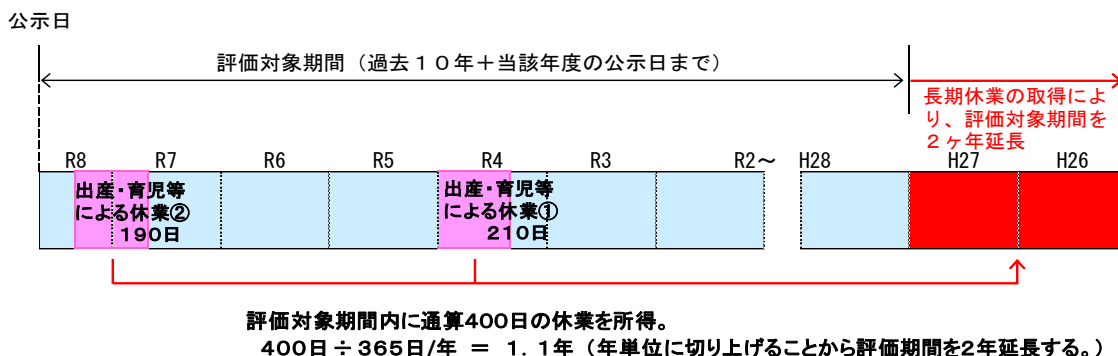 公示日
評価対象期間（過去１０年＋当該年度の公示日まで）
長期休業の取得によ
り、評価対象期間を
２ヶ年延長
R8 R7 R6 R5 R4 R3 R2～ H28 H27 H26
出産・育児等
による休業②
190日
出産・育児等
による休業①
210日
評価対象期間内に通算400日の休業を所得。
400日÷365日/年 ＝ １．１年（年単位に切り上げることから評価期間を2年延長する。）